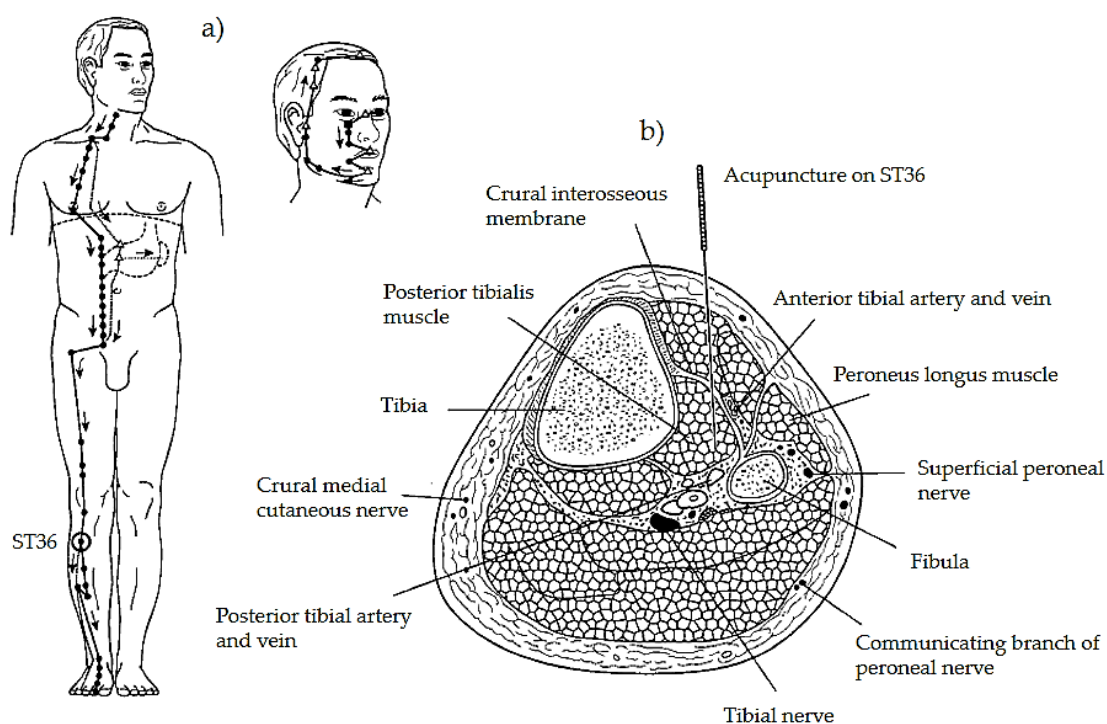 a)
ST36
b)
Acupuncture on ST36
Crural interosseous
membrane
Posterior tibialis
muscle
Anterior tibial artery and vein
Peroneus longus muscle
Tibia
Superficial peroneal
nerve
Crural medial
cutaneous nerve
Fibula
Posterior tibial artery
and vein
Communicating branch of
peroneal nerve
Tibial nerve